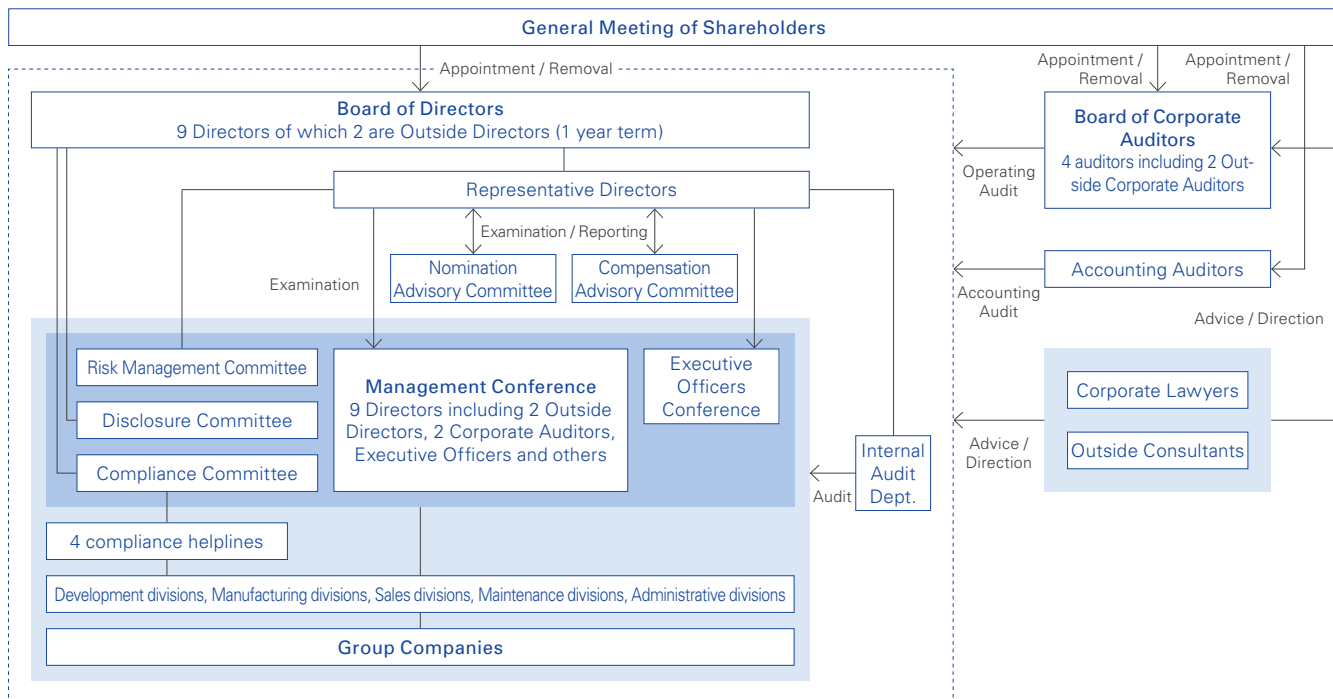 General Meeting of Shareholders
Appointment / Removal
Appointment /
Removal
Appointment /
Removal
Board of Directors
9 Directors of which 2 are Outside Directors (1 year term)
Board of Corporate
Auditors
4 auditors including 2 Out-
side Corporate Auditors
Operating
Audit
Representative Directors
Examination / Reporting
Examination
Nomination
Advisory Committee
Compensation
Advisory Committee
Accounting Auditors
Accounting
Audit
Advice / Direction
Risk Management Committee
Disclosure Committee
Compliance Committee
Management Conference
9 Directors including 2 Outside
Directors, 2 Corporate Auditors,
Executive Officers and others
Executive
Officers
Conference
Internal
Audit
Dept.
Audit
Corporate Lawyers
Outside Consultants
Advice /
Direction
4 compliance helplines
Development divisions, Manufacturing divisions, Sales divisions, Maintenance divisions, Administrative divisions
Group Companies